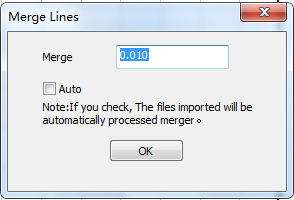 Merge Lines
Merge
0.010
Auto
Note:If you check, The files imported will be
automatically processed merger。
OK